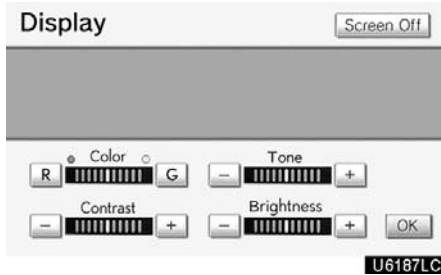 Display Screen Off
Color Tone
R G - +
Contrast Brightness
- + - + OK
U6187LC